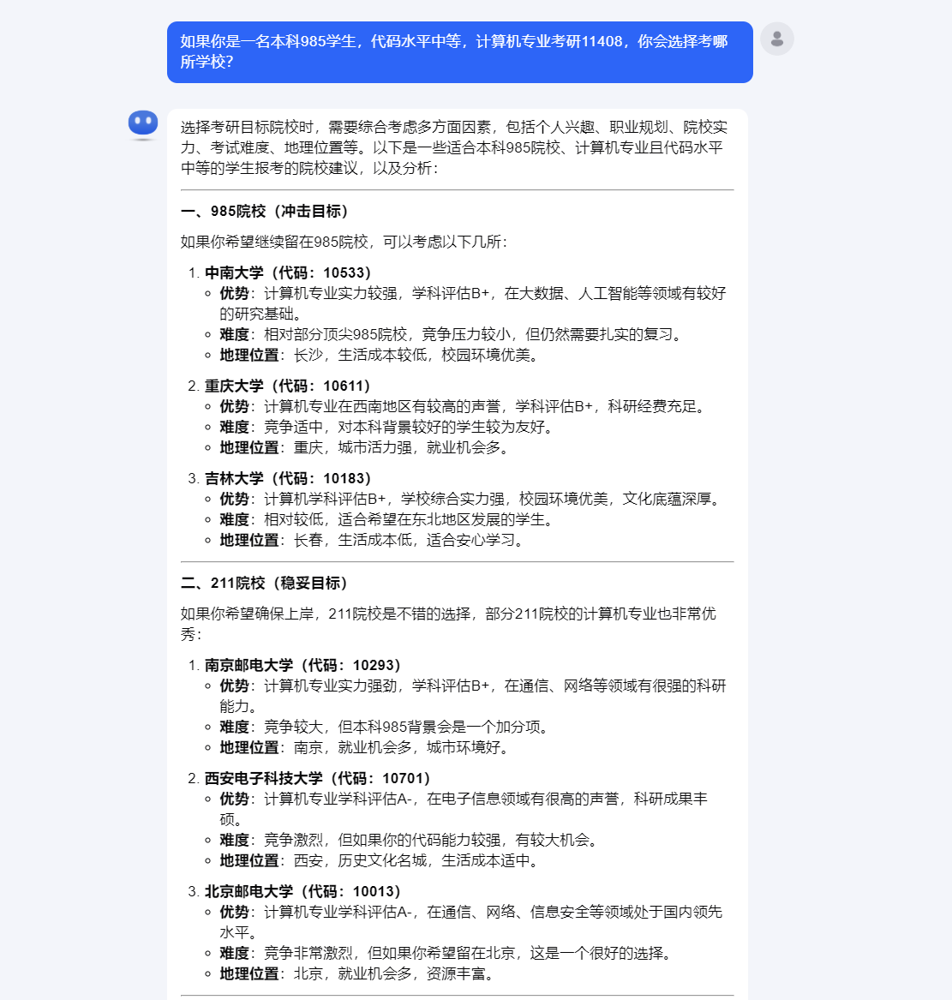 如果你是一名本科985学生，代码水平中等，计算机专业考研11408，你会选择考哪
所学校？
选择考研目标院校时，需要综合考虑多方面因素，包括个人兴趣、职业规划、院校实
力、考试难度、地理位置等。以下是一些适合本科985院校、计算机专业且代码水平
中等的学生报考的院校建议，以及分析：
一、985院校（冲击目标）
如果你希望继续留在985院校，可以考虑以下几所：
1. 中南大学（代码：10533）
优势：计算机专业实力较强，学科评估B+，在大数据、人工智能等领域有较好
的研究基础。
难度：相对部分顶尖985院校，竞争压力较小，但仍然需要扎实的复习。
地理位置：长沙，生活成本较低，校园环境优美。
2. 重庆大学（代码：10611）
优势：计算机专业在西南地区有较高的声誉，学科评估B+，科研经费充足。
难度：竞争适中，对本科背景较好的学生较为友好。
地理位置：重庆，城市活力强，就业机会多。
3. 吉林大学（代码：10183）
优势：计算机学科评估B+，学校综合实力强，校园环境优美，文化底蕴深厚。
难度：相对较低，适合希望在东北地区发展的学生。
地理位置：长春，生活成本低，适合安心学习。
二、211院校（稳妥目标）
如果你希望确保上岸，211院校是不错的选择，部分211院校的计算机专业也非常优
秀：
1. 南京邮电大学（代码：10293）
优势：计算机专业实力强劲，学科评估B+，在通信、网络等领域有很强的科研
能力。
难度：竞争较大，但本科985背景会是一个加分项。
地理位置：南京，就业机会多，城市环境好。
2. 西安电子科技大学（代码：10701）
优势：计算机专业学科评估A-，在电子信息领域有很高的声誉，科研成果丰
硕。
难度：竞争激烈，但如果你的代码能力较强，有较大机会。
地理位置：西安，历史文化名城，生活成本适中。
3. 北京邮电大学（代码：10013）
优势：计算机专业学科评估A-，在通信、网络、信息安全等领域处于国内领先
水平。
难度：竞争非常激烈，但如果你希望留在北京，这是一个很好的选择。
地理位置：北京，就业机会多，资源丰富。